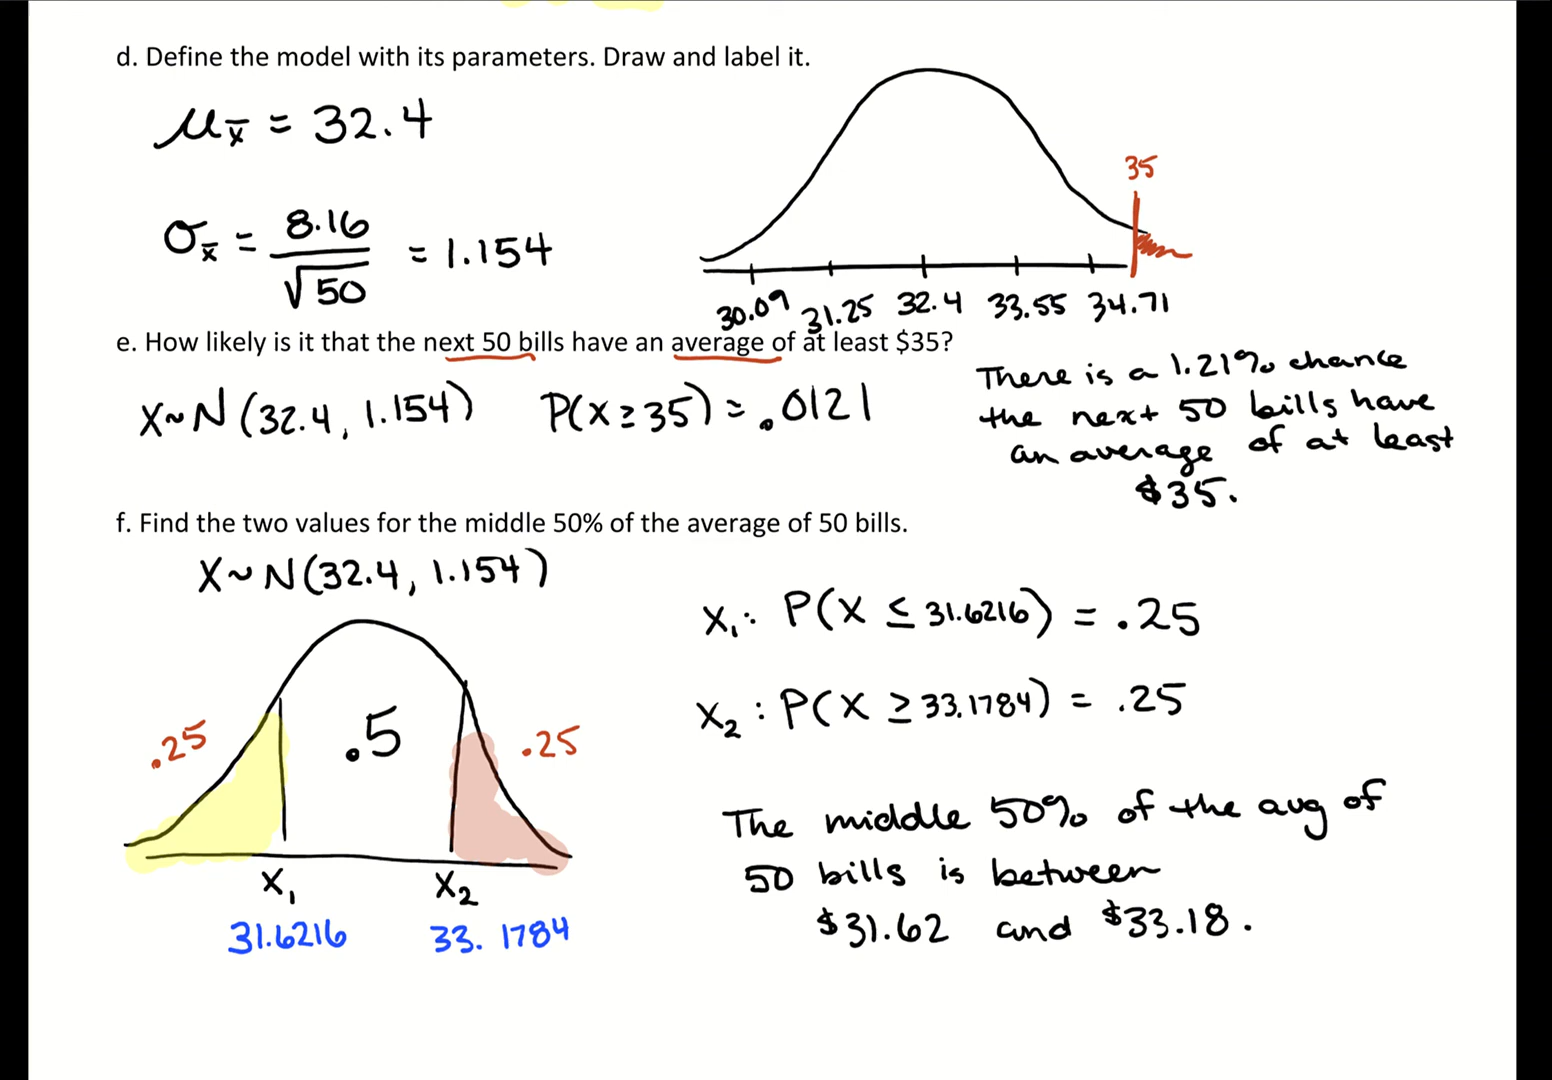 d. Define the model with its parameters. Draw and label it.
μx̄ = 32.4
σx̄ = 8.16 / √50 = 1.154
35
30.09 31.25 32.4 33.55 34.71
e. How likely is it that the next 50 bills have an average of at least $35?
X~N(32.4, 1.154) P(X≥35) = .0121
There is a 1.21% chance
the next 50 bills have
an average of at least
$35.
f. Find the two values for the middle 50% of the average of 50 bills.
X~N(32.4, 1.154)
X₁: P(X ≤ 31.6216) = .25
X₂: P(X ≥ 33.1784) = .25
.25 .5 .25
X₁ X₂
31.6216 33.1784
The middle 50% of the avg of
50 bills is between
$31.62 and $33.18.